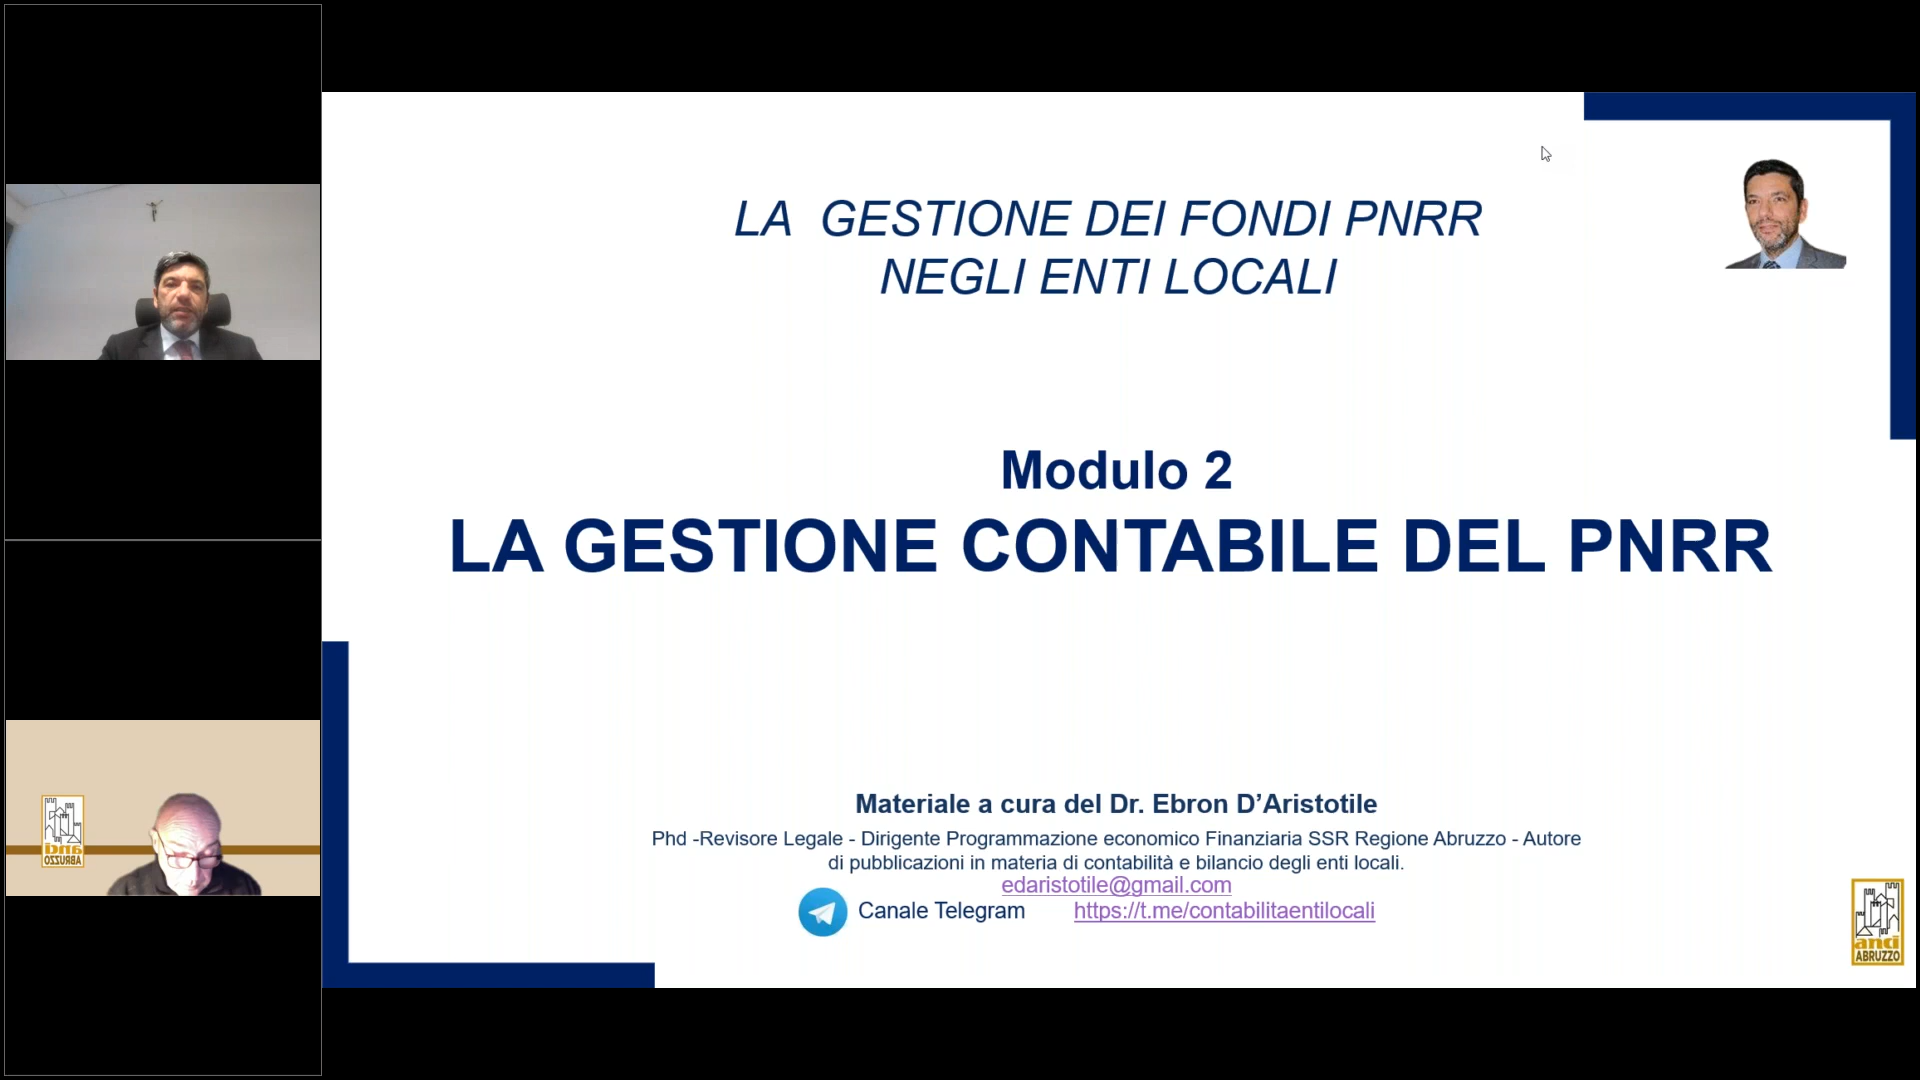 LA GESTIONE DEI FONDI PNRR
NEGLI ENTI LOCALI
Modulo 2
LA GESTIONE CONTABILE DEL PNRR
Materiale a cura del Dr. Ebron D’Aristotile
Phd -Revisore Legale - Dirigente Programmazione economico Finanziaria SSR Regione Abruzzo - Autore
di pubblicazioni in materia di contabilità e bilancio degli enti locali.
edaristotile@gmail.com
Canale Telegram https://t.me/contabilitaentilocali
anci
ABRUZZO
anci
ABRUZZO